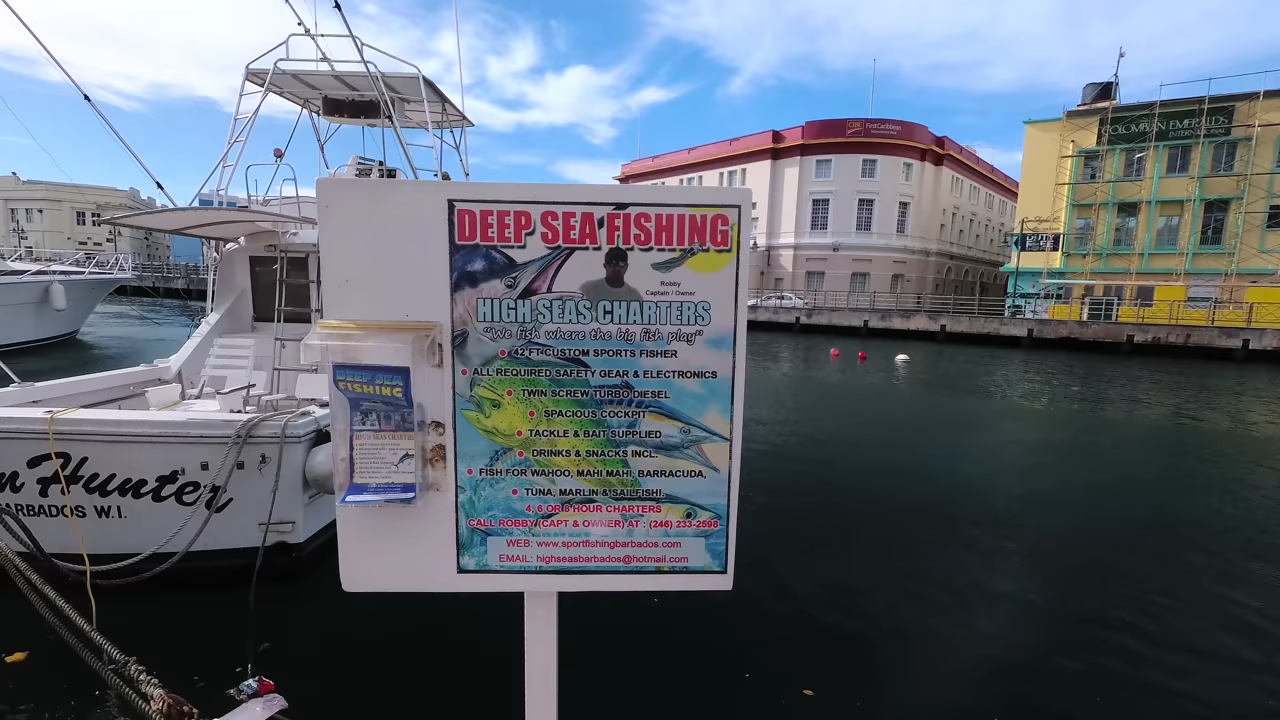 DEEP SEA FISHING
Robby
Captain / Owner
HIGH SEAS CHARTERS
"We fish where the big fish play"
42 FT CUSTOM SPORTS FISHER
ALL REQUIRED SAFETY GEAR & ELECTRONICS
TWIN SCREW TURBO DIESEL
SPACIOUS COCKPIT
TACKLE & BAIT SUPPLIED
DRINKS & SNACKS INCL.
FISH FOR WAHOO, MAHI MAHI, BARRACUDA,
TUNA, MARLIN & SAILFISH.
4, 6 OR 8 HOUR CHARTERS
CALL ROBBY (CAPT & OWNER) AT : (246) 233-2598
WEB: www.sportfishingbarbados.com
EMAIL: highseasbarbados@hotmail.com
DEEP SEA
FISHING
HIGH SEAS CHARTERS
n Hunter
BARBADOS W.I.
CIBC FirstCaribbean
International Bank
COLOMBIAN EMERALDS
INTERNATIONAL
DUTY